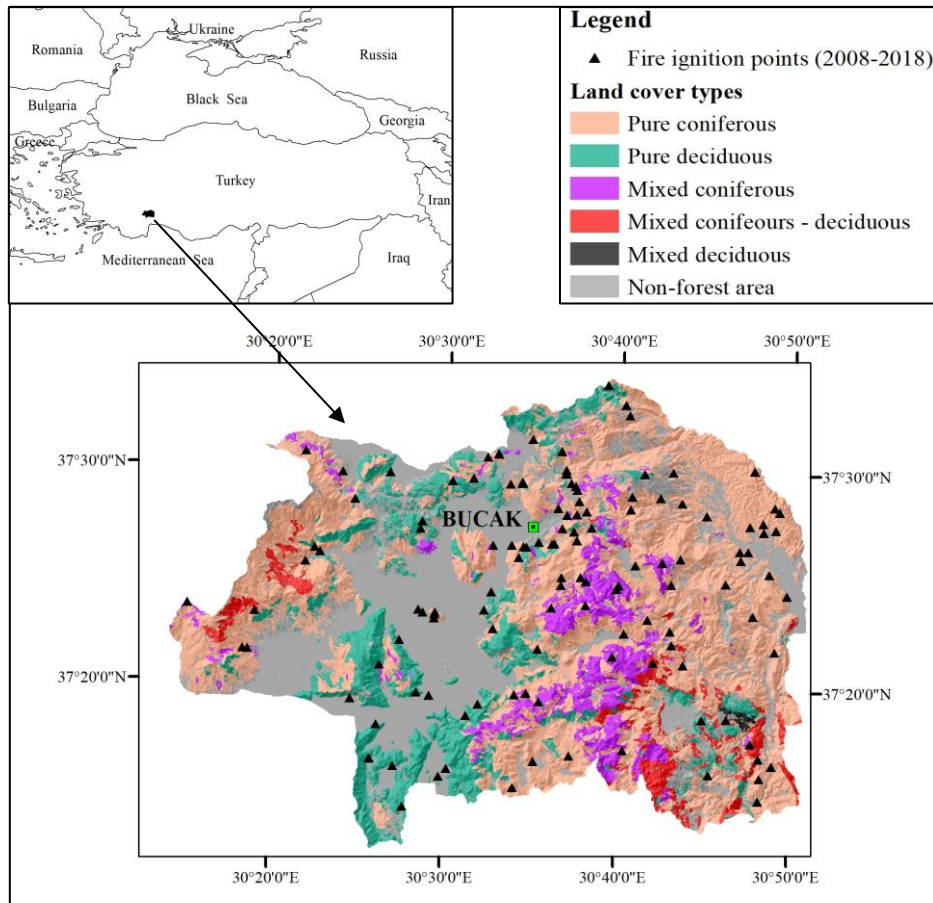 Ukraine
Romania
Russia
Black Sea
Bulgaria
Georgia
Greece
Turkey
Iran
Mediterranean Sea
Iraq
Legend
Fire ignition points (2008-2018)
Land cover types
Pure coniferous
Pure deciduous
Mixed coniferous
Mixed conifeours - deciduous
Mixed deciduous
Non-forest area
30°20'0"E 30°30'0"E 30°40'0"E 30°50'0"E
37°30'0"N 37°30'0"N
BUCAK
37°20'0"N 37°20'0"N
30°20'0"E 30°30'0"E 30°40'0"E 30°50'0"E